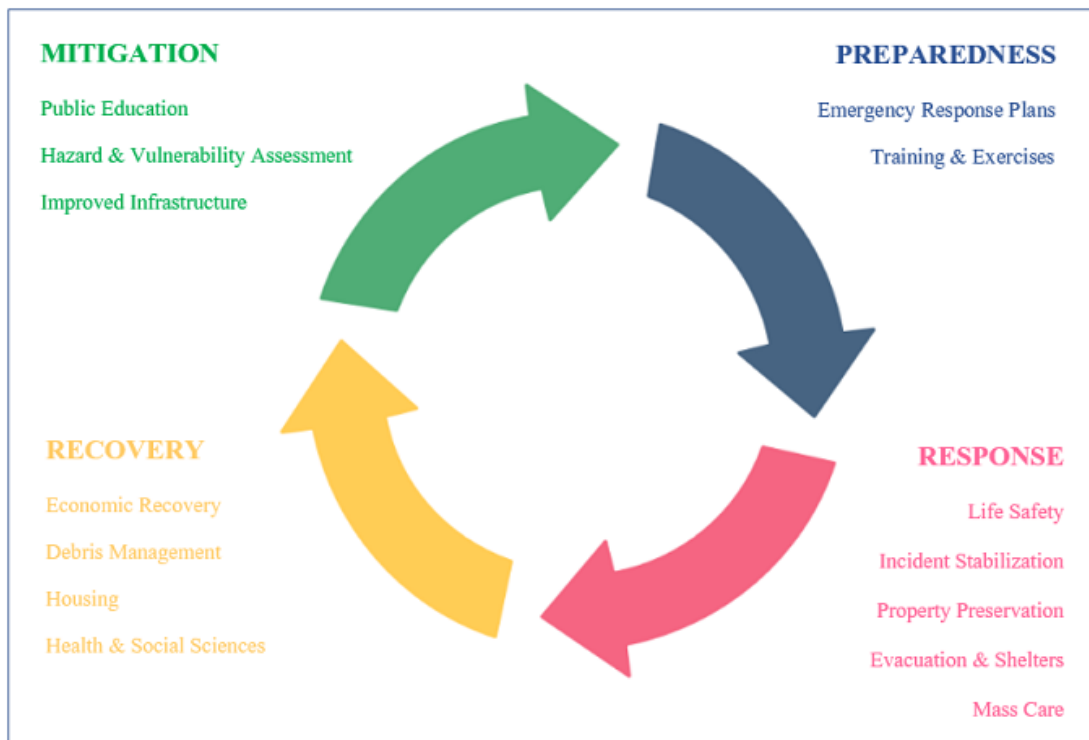 MITIGATION
Public Education
Hazard & Vulnerability Assessment
Improved Infrastructure
PREPAREDNESS
Emergency Response Plans
Training & Exercises
RECOVERY
Economic Recovery
Debris Management
Housing
Health & Social Sciences
RESPONSE
Life Safety
Incident Stabilization
Property Preservation
Evacuation & Shelters
Mass Care